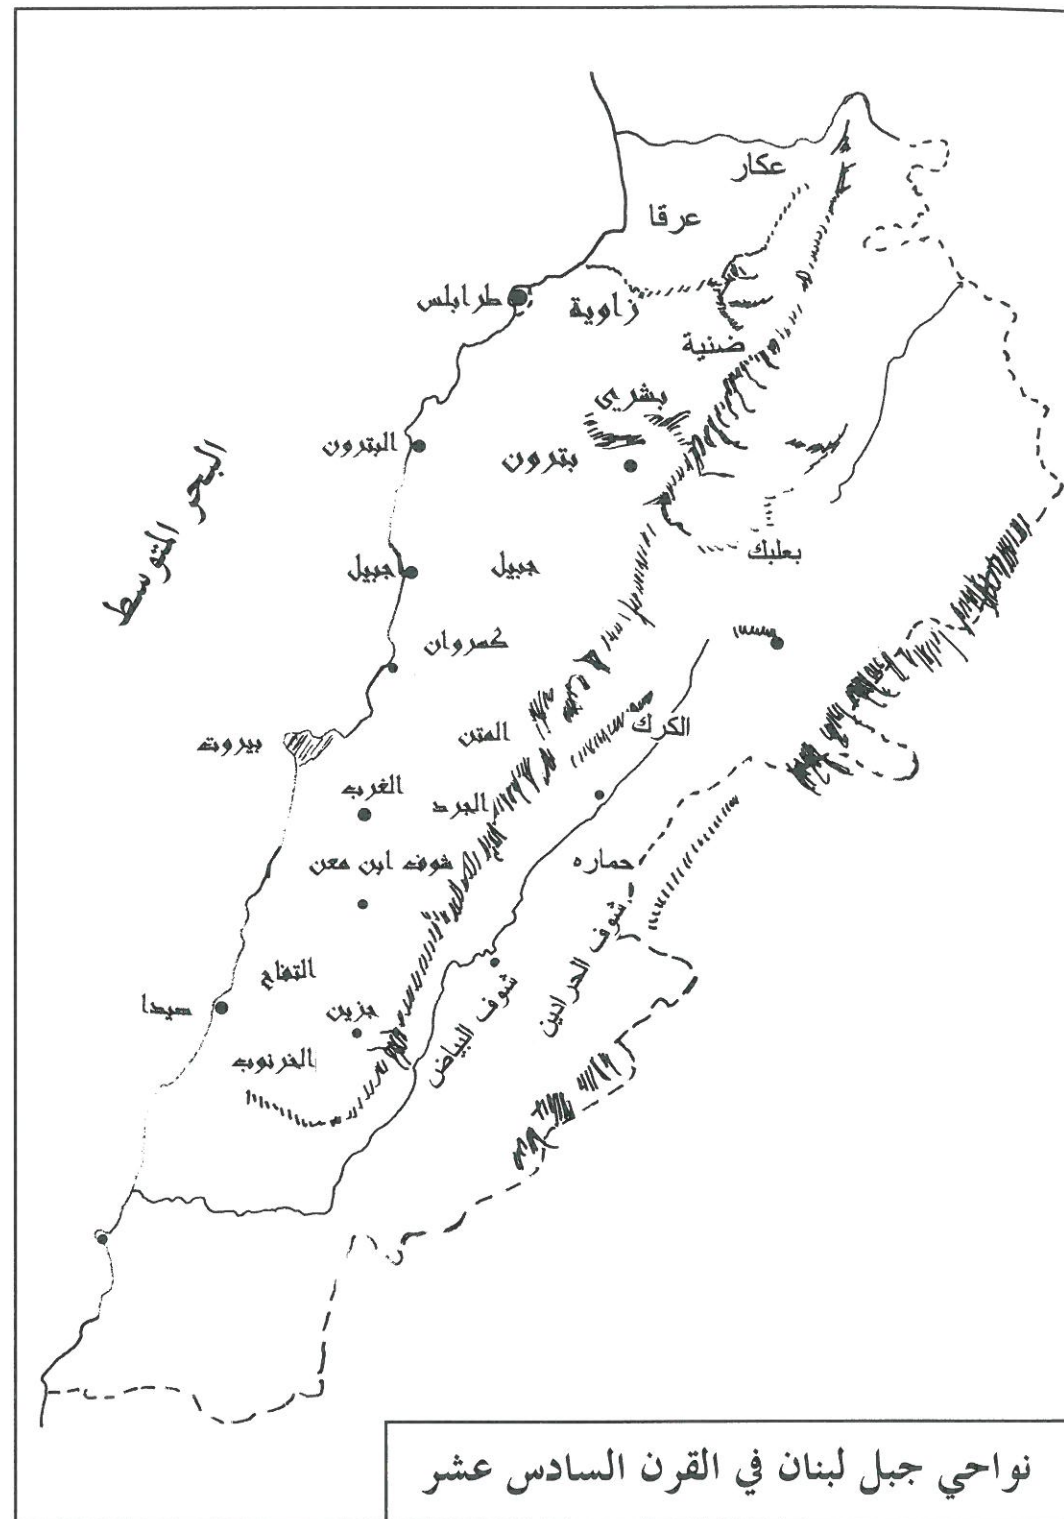 عكار
عرقا
طرابلس
زاوية
ضنية
بشري
البترون
بترون
البحر المتوسط
بعلبك
جبيل
جبيل
كسروان
الكرك
المتن
بيروت
الغرب
الجرد
حماره
شوف ابن معن
شوف الحرادين
التفاح
شوف البياض
صيدا
جزين
الخرنوب
نواحي جبل لبنان في القرن السادس عشر